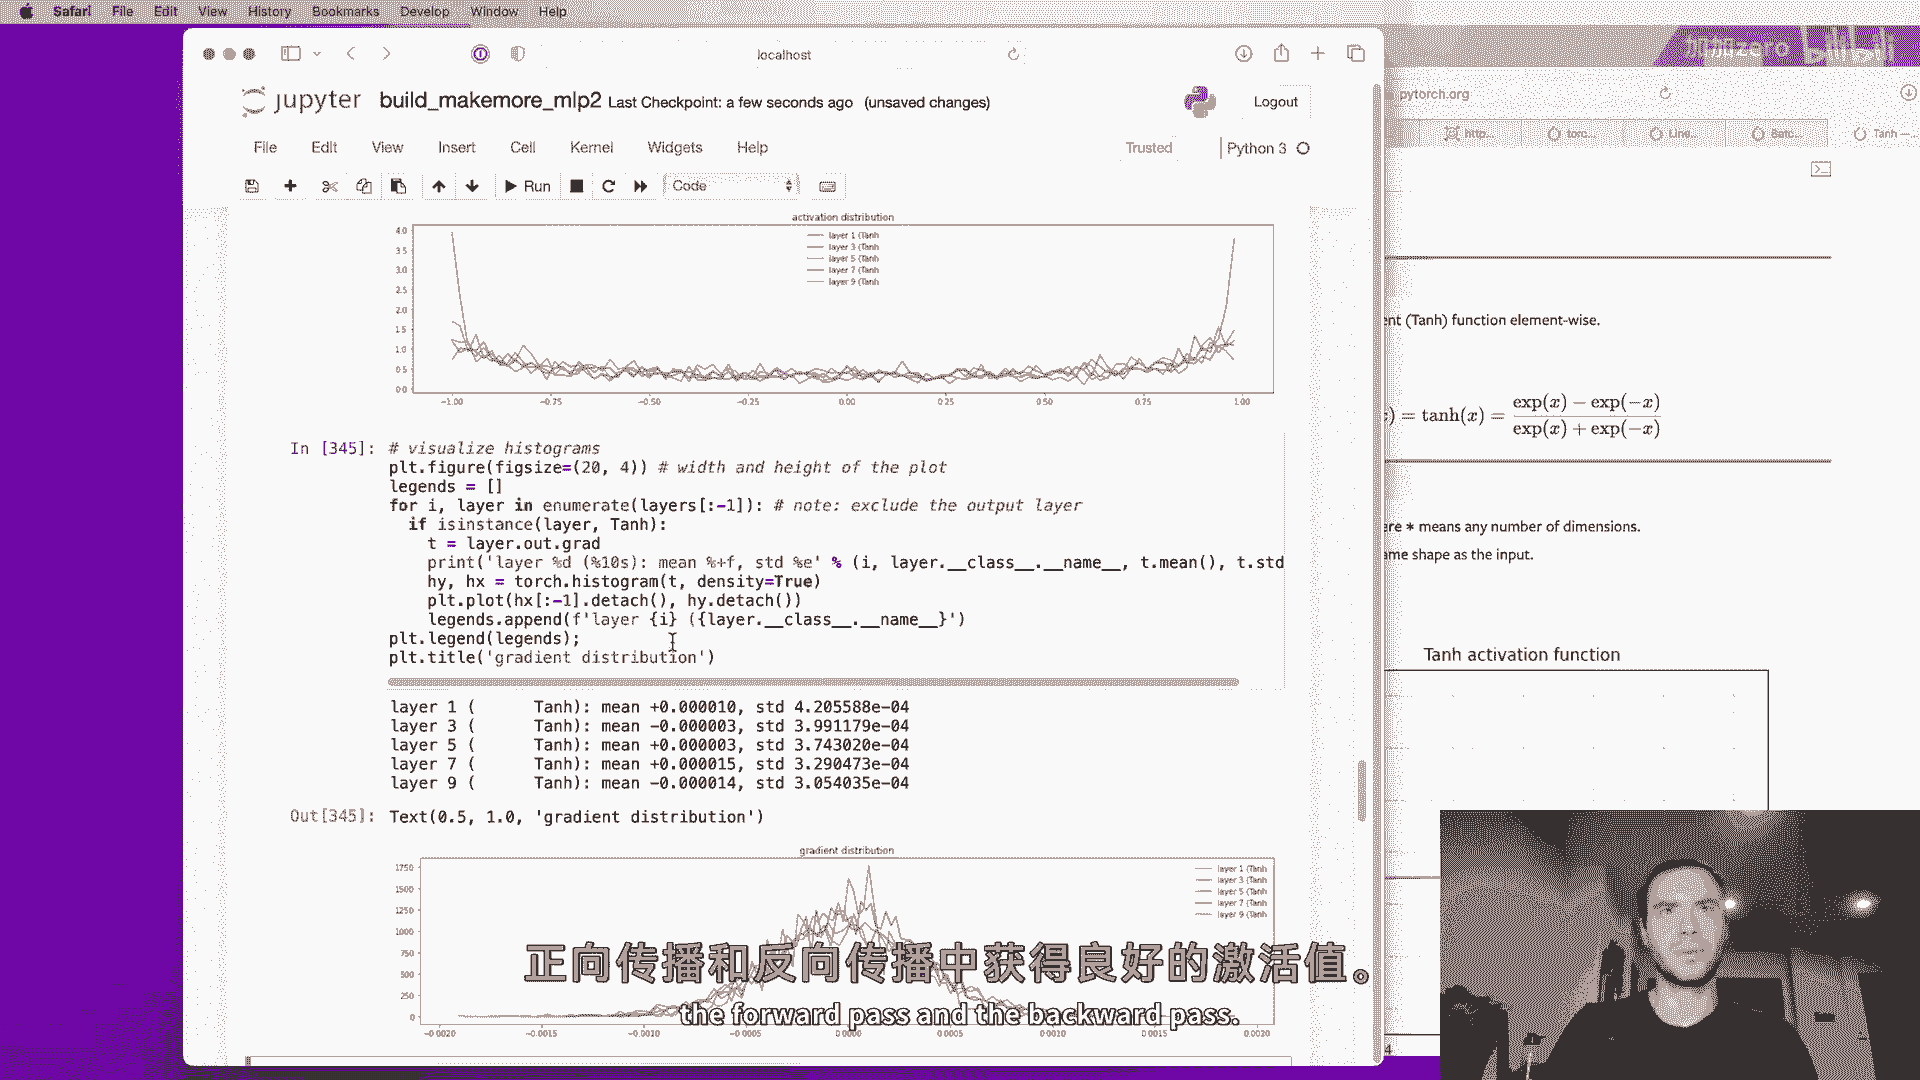 Safari File Edit View History Bookmarks Develop Window Help
localhost
jupyter build_makemore_mlp2 Last Checkpoint: a few seconds ago (unsaved changes)
Logout
File Edit View Insert Cell Kernel Widgets Help
Trusted
Python 3
Run
Code
activation distribution
layer 1 (Tanh
layer 3 (Tanh
layer 5 (Tanh
layer 7 (Tanh
layer 9 (Tanh
4.0
3.5
3.0
2.5
2.0
1.5
1.0
0.5
0.0
−1.00 −0.75 −0.50 −0.25 0.00 0.25 0.50 0.75 1.00
In [345]:
# visualize histograms
plt.figure(figsize=(20, 4)) # width and height of the plot
legends = []
for i, layer in enumerate(layers[:-1]): # note: exclude the output layer
if isinstance(layer, Tanh):
t = layer.out.grad
print('layer %d (%10s): mean %+f, std %e' % (i, layer.__class__.__name__, t.mean(), t.std
hy, hx = torch.histogram(t, density=True)
plt.plot(hx[:-1].detach(), hy.detach())
legends.append(f'layer {i} ({layer.__class__.__name__}')
plt.legend(legends);
plt.title('gradient distribution')
layer 1 ( Tanh): mean +0.000010, std 4.205588e-04
layer 3 ( Tanh): mean -0.000003, std 3.991179e-04
layer 5 ( Tanh): mean +0.000003, std 3.743020e-04
layer 7 ( Tanh): mean +0.000015, std 3.290473e-04
layer 9 ( Tanh): mean -0.000014, std 3.054035e-04
Out[345]: Text(0.5, 1.0, 'gradient distribution')
gradient distribution
layer 1 (Tanh
layer 3 (Tanh
layer 5 (Tanh
layer 7 (Tanh
layer 9 (Tanh
1750
1500
1250
1000
750
500
250
0
−0.0020 −0.0015 −0.0010 −0.0005 0.0000 0.0005 0.0015 0.0020
正向传播和反向传播中获得良好的激活值。
the forward pass and the backward pass.
加加zero bilibili
pytorch.org
http... torc... Line... Batc... Tanh —...
ent (Tanh) function element-wise.
) = tanh(x) = exp(x) − exp(−x) / exp(x) + exp(−x)
ere * means any number of dimensions.
ame shape as the input.
Tanh activation function
4